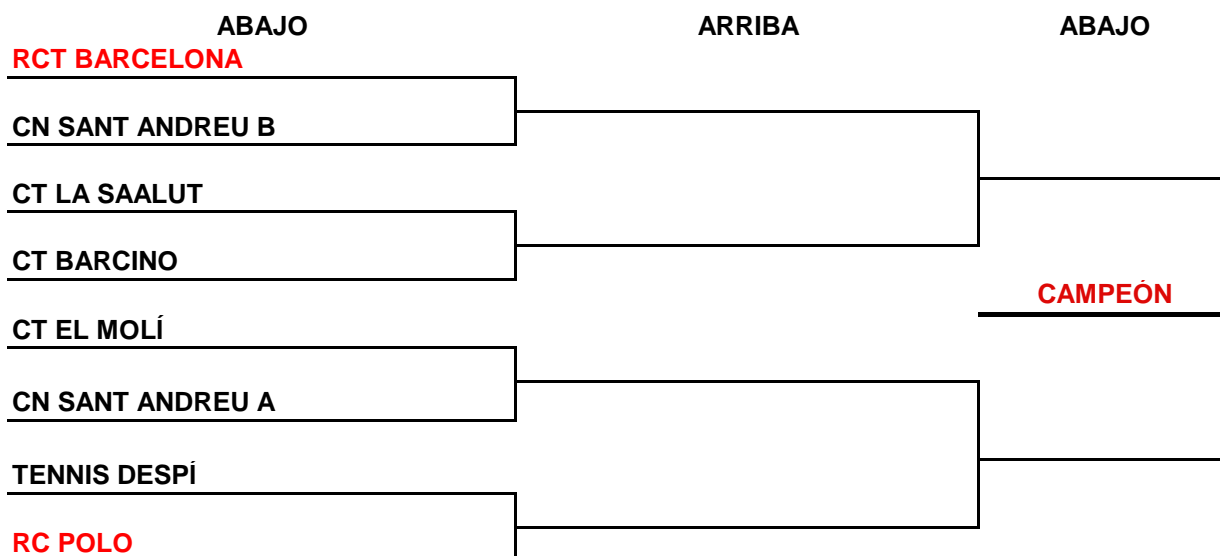 ABAJO ARRIBA ABAJO
RCT BARCELONA
CN SANT ANDREU B
CT LA SAALUT
CT BARCINO
CAMPEÓN
CT EL MOLÍ
CN SANT ANDREU A
TENNIS DESPÍ
RC POLO